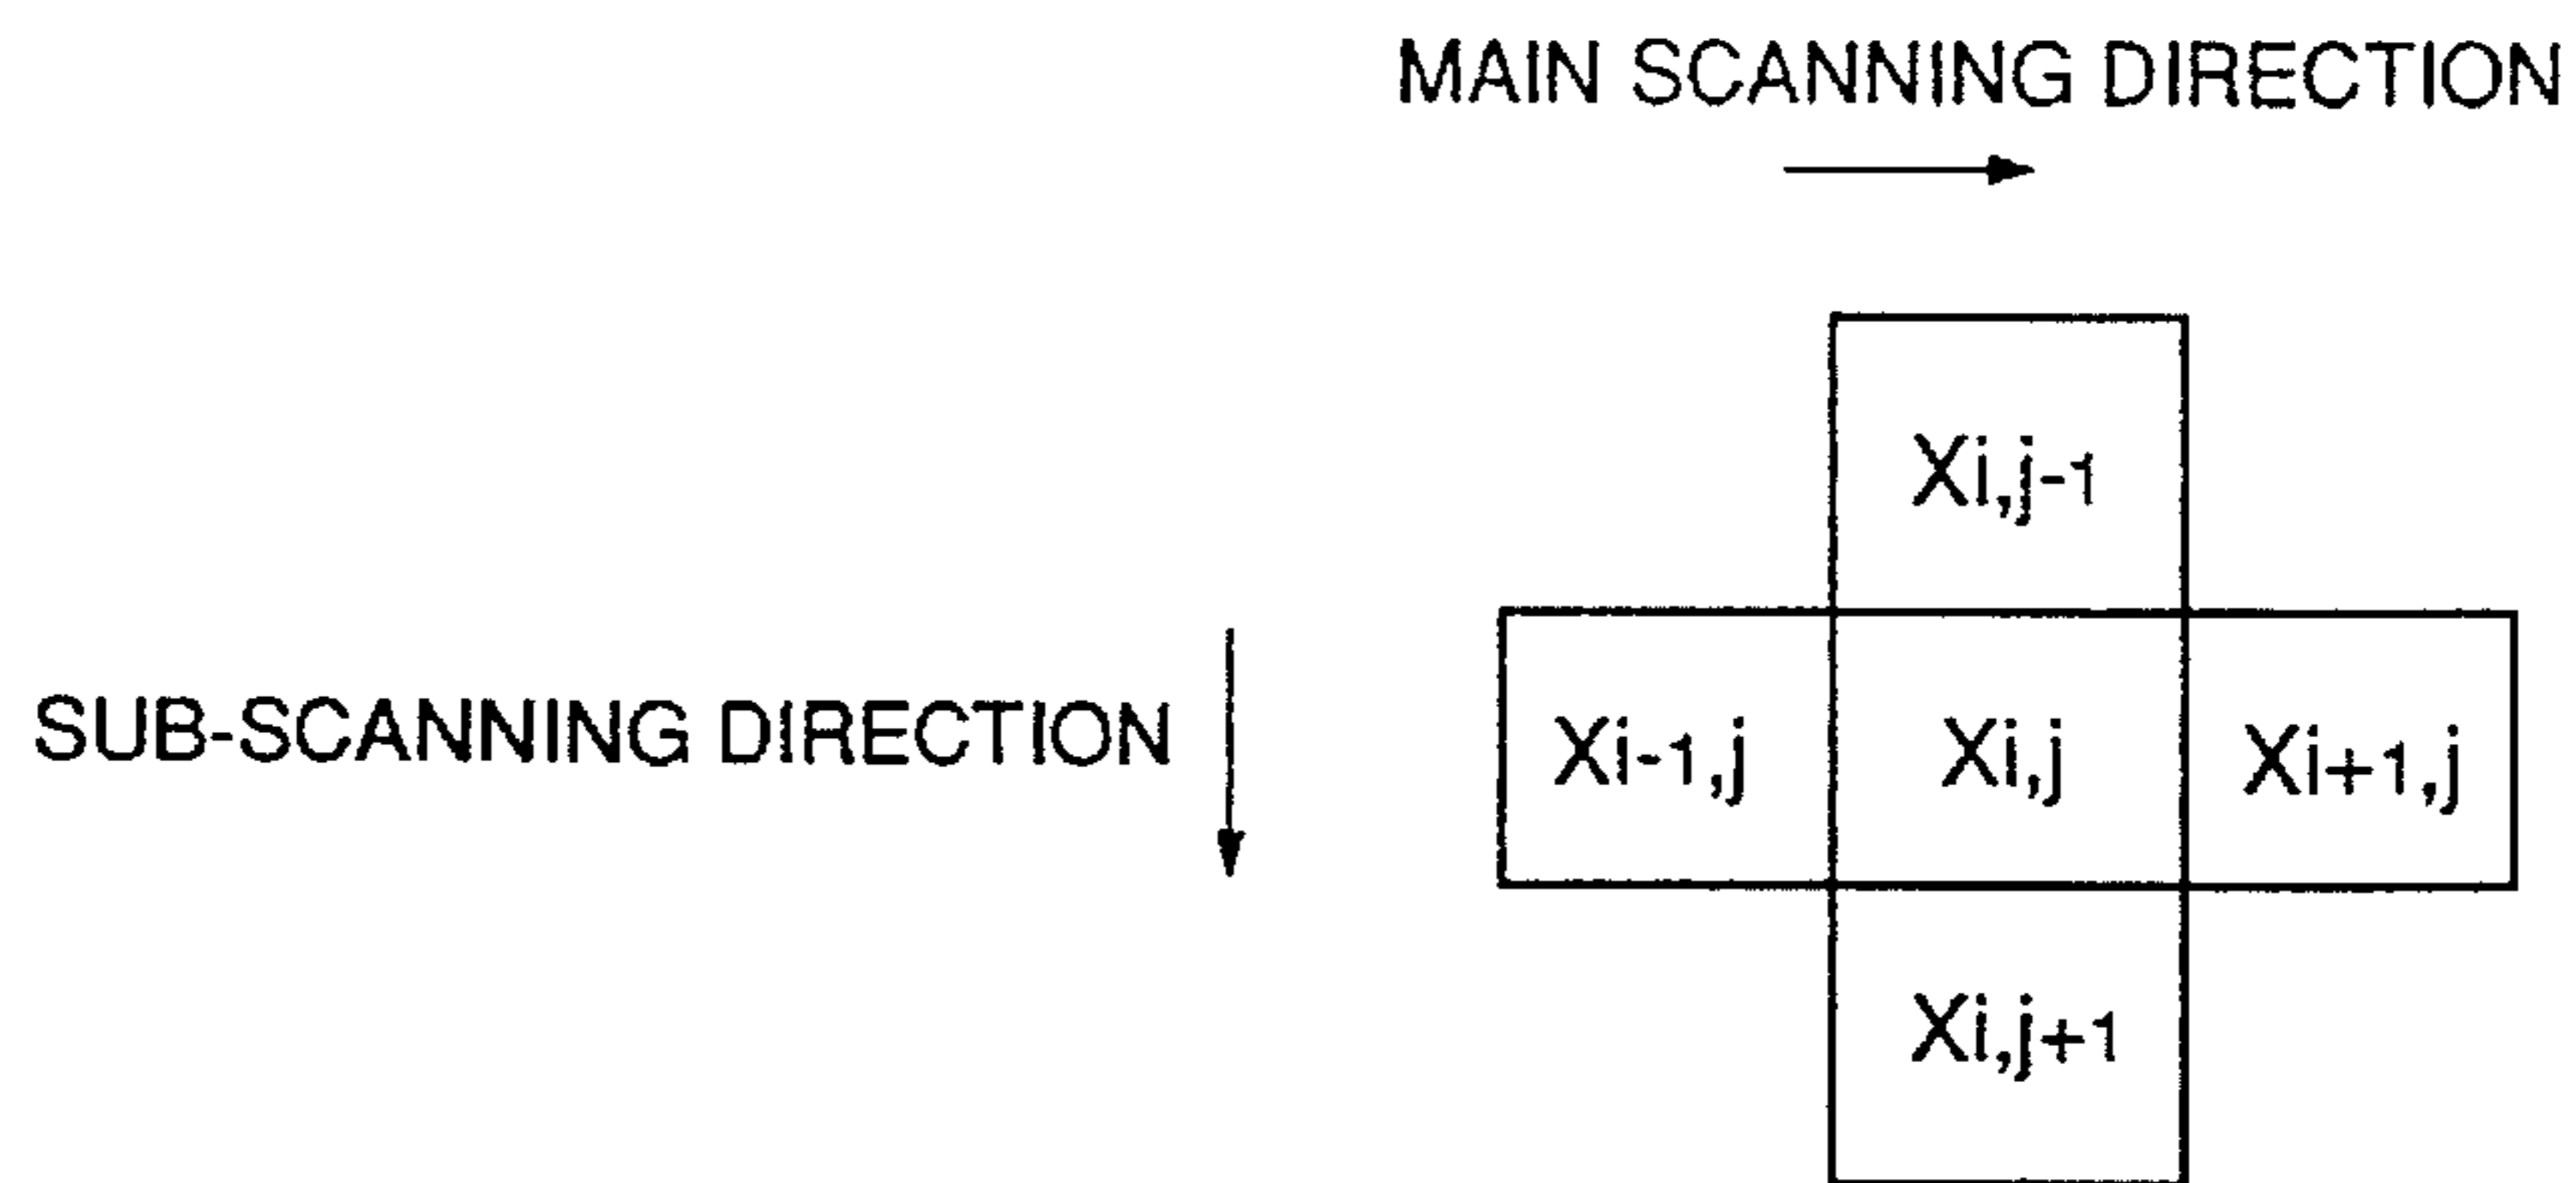 MAIN SCANNING DIRECTION
Xi,j-1
SUB-SCANNING DIRECTION
Xi-1,j Xi,j Xi+1,j
Xi,j+1